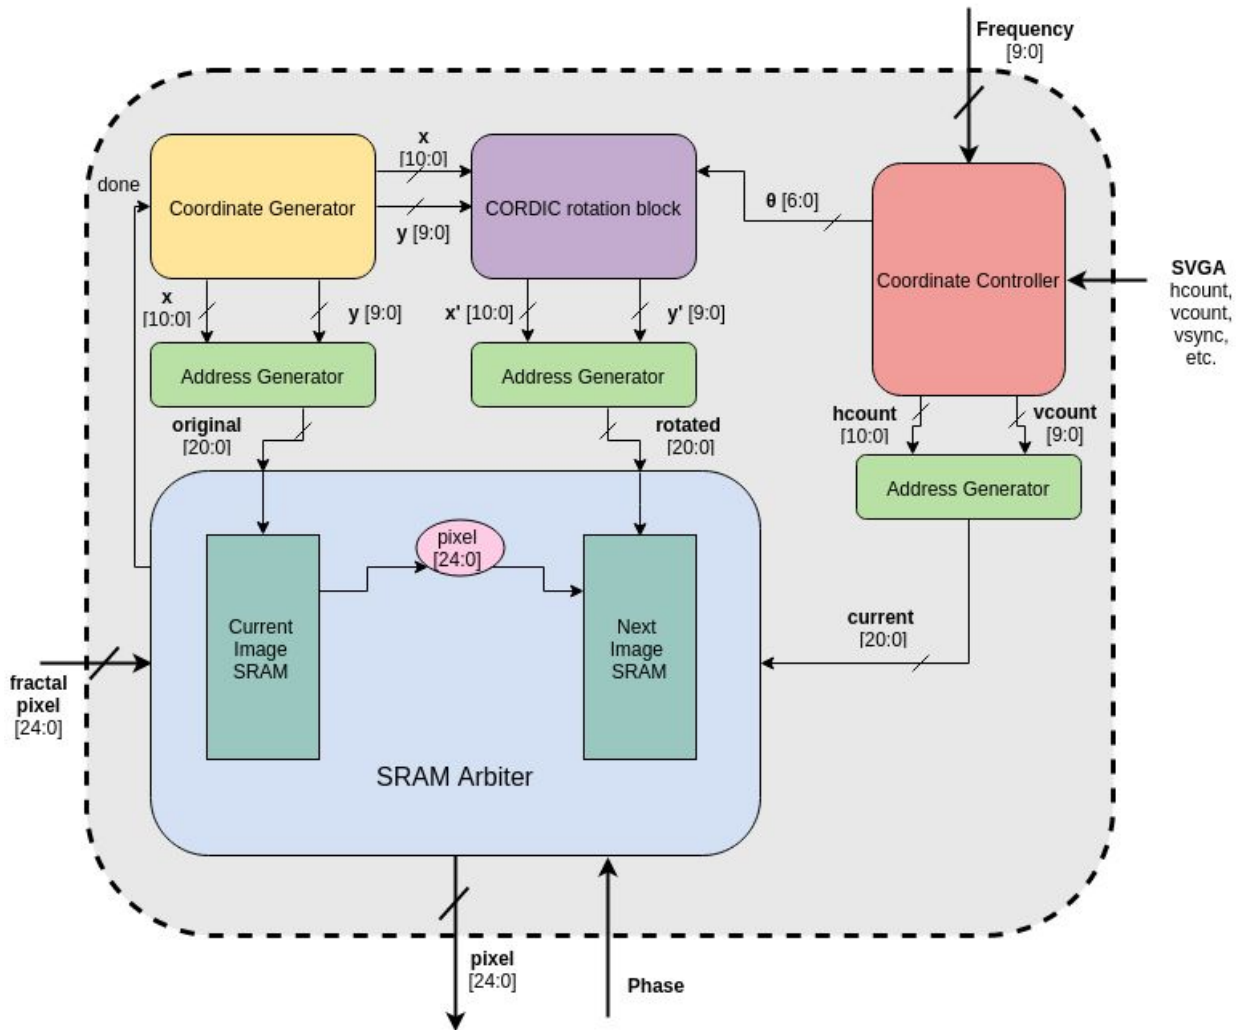 Frequency
[9:0]
x
[10:0]
done
Coordinate Generator
CORDIC rotation block
θ [6:0]
y [9:0]
Coordinate Controller
SVGA
hcount,
vcount,
vsync,
etc.
x
[10:0]
y [9:0]
x' [10:0]
y' [9:0]
Address Generator
Address Generator
hcount
[10:0]
vcount
[9:0]
original
[20:0]
rotated
[20:0]
Address Generator
pixel
[24:0]
Current
Image
SRAM
Next
Image
SRAM
current
[20:0]
fractal
pixel
[24:0]
SRAM Arbiter
pixel
[24:0]
Phase